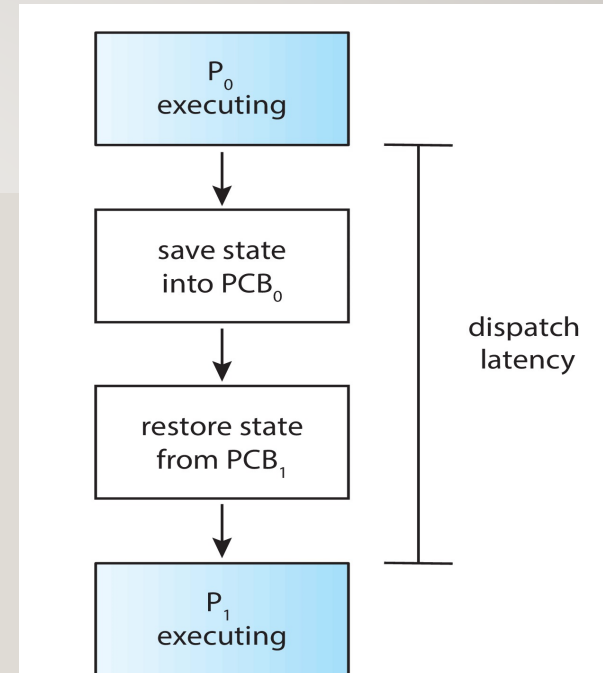 P₀
executing
save state
into PCB₀
dispatch
latency
restore state
from PCB₁
P₁
executing